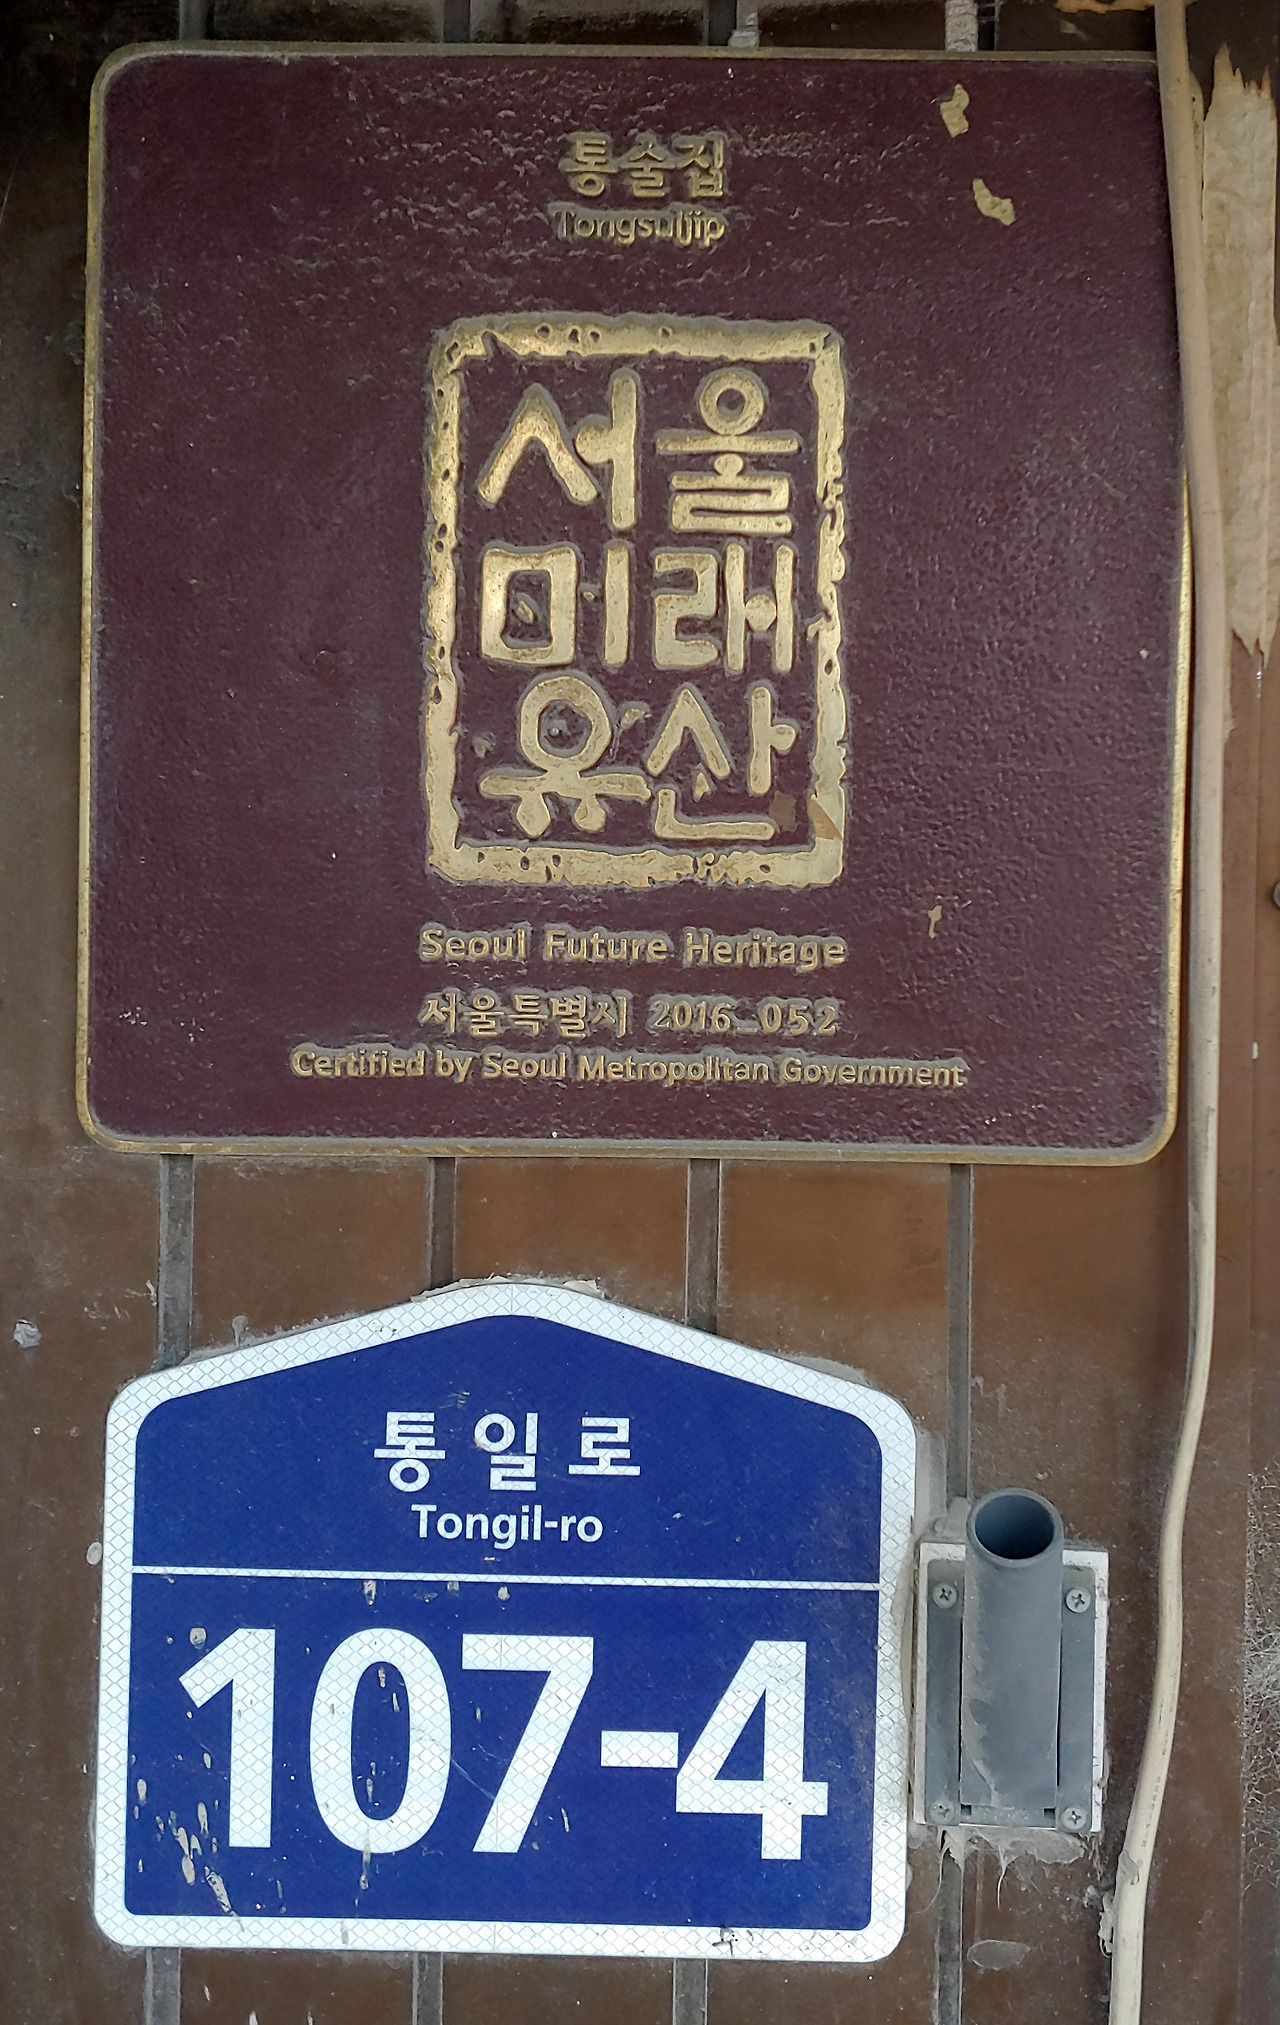 통술집
Tongsuljip
서울
미래
유산
Seoul Future Heritage
서울특별시 2016_052
Certified by Seoul Metropolitan Government
통일로
Tongil-ro
107-4